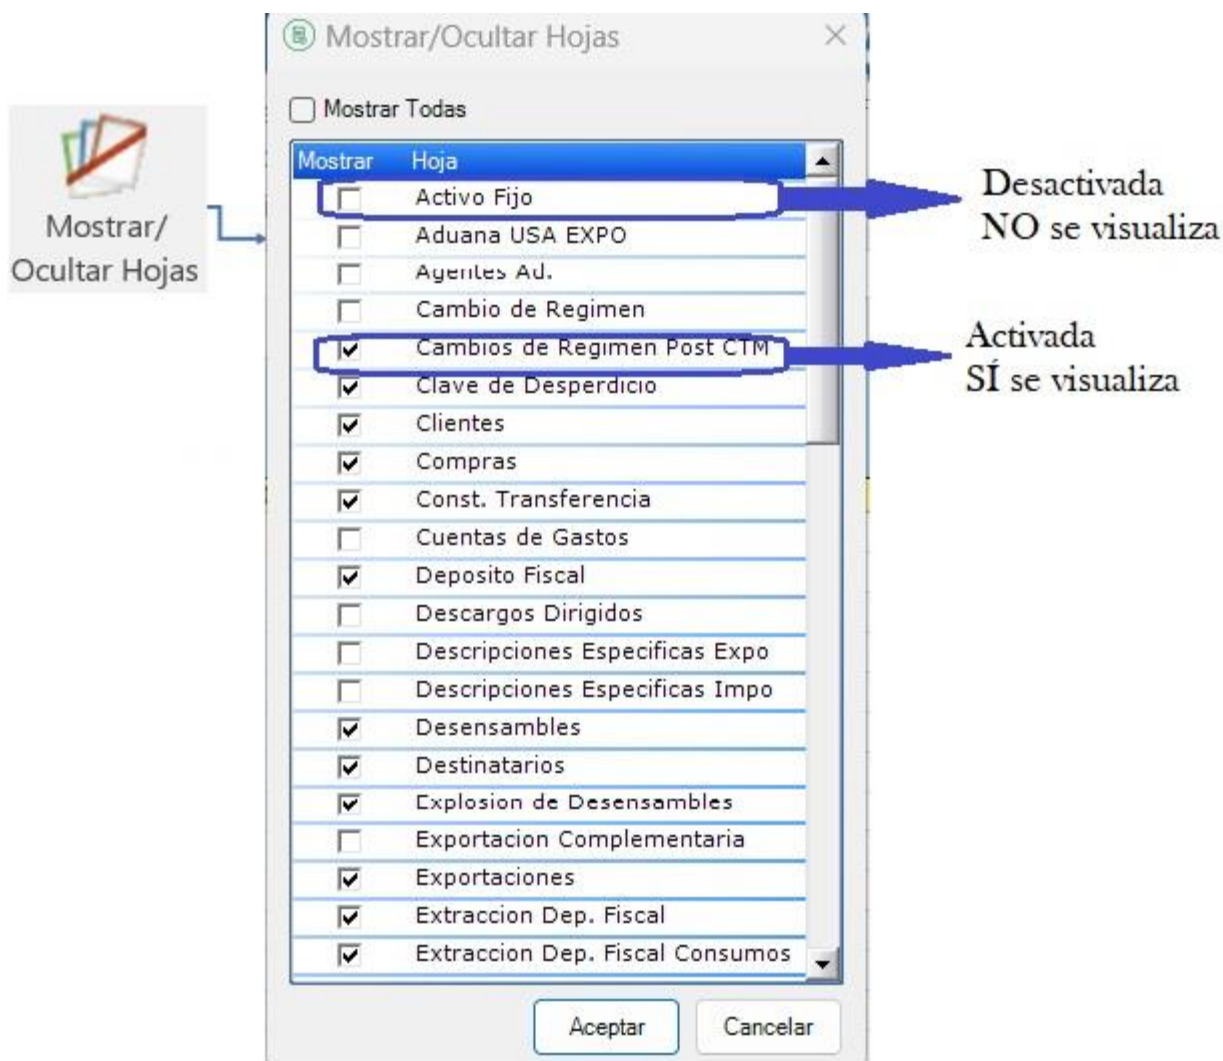 Mostrar/Ocultar Hojas
Mostrar Todas
Mostrar/
Ocultar Hojas
Mostrar Hoja
Activo Fijo
Aduana USA EXPO
Agentes Ad.
Cambio de Regimen
Cambios de Regimen Post CTM
Clave de Desperdicio
Clientes
Compras
Const. Transferencia
Cuentas de Gastos
Deposito Fiscal
Descargos Dirigidos
Descripciones Especificas Expo
Descripciones Especificas Impo
Desensambles
Destinatarios
Explosion de Desensambles
Exportacion Complementaria
Exportaciones
Extraccion Dep. Fiscal
Extraccion Dep. Fiscal Consumos
Aceptar Cancelar
Desactivada
NO se visualiza
Activada
SÍ se visualiza